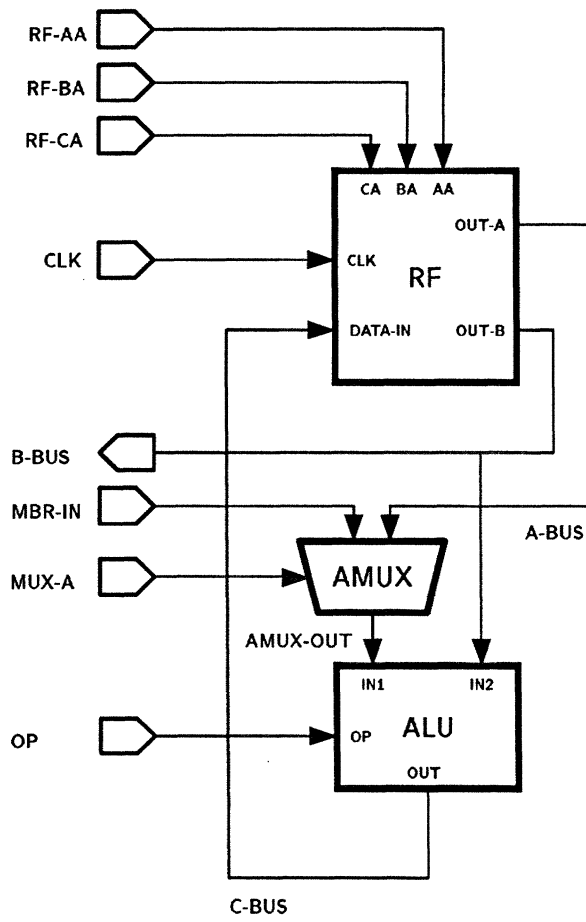 RF-AA
RF-BA
RF-CA
CA BA AA
OUT-A
CLK
CLK
RF
DATA-IN
OUT-B
B-BUS
MBR-IN
A-BUS
MUX-A
AMUX
AMUX-OUT
IN1
IN2
OP
OP
ALU
OUT
C-BUS